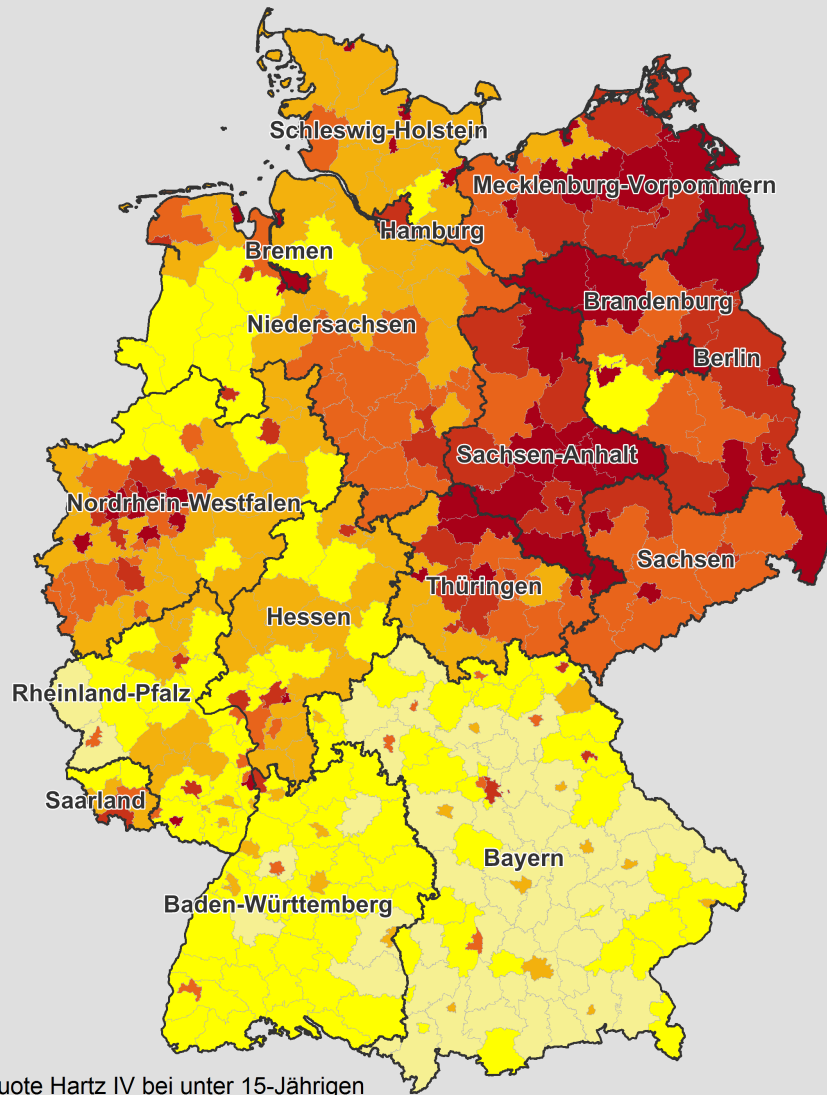 Schleswig-Holstein
Mecklenburg-Vorpommern
Hamburg
Bremen
Brandenburg
Niedersachsen
Berlin
Sachsen-Anhalt
Nordrhein-Westfalen
Sachsen
Thüringen
Hessen
Rheinland-Pfalz
Saarland
Bayern
Baden-Württemberg
uote Hartz IV bei unter 15-Jährigen